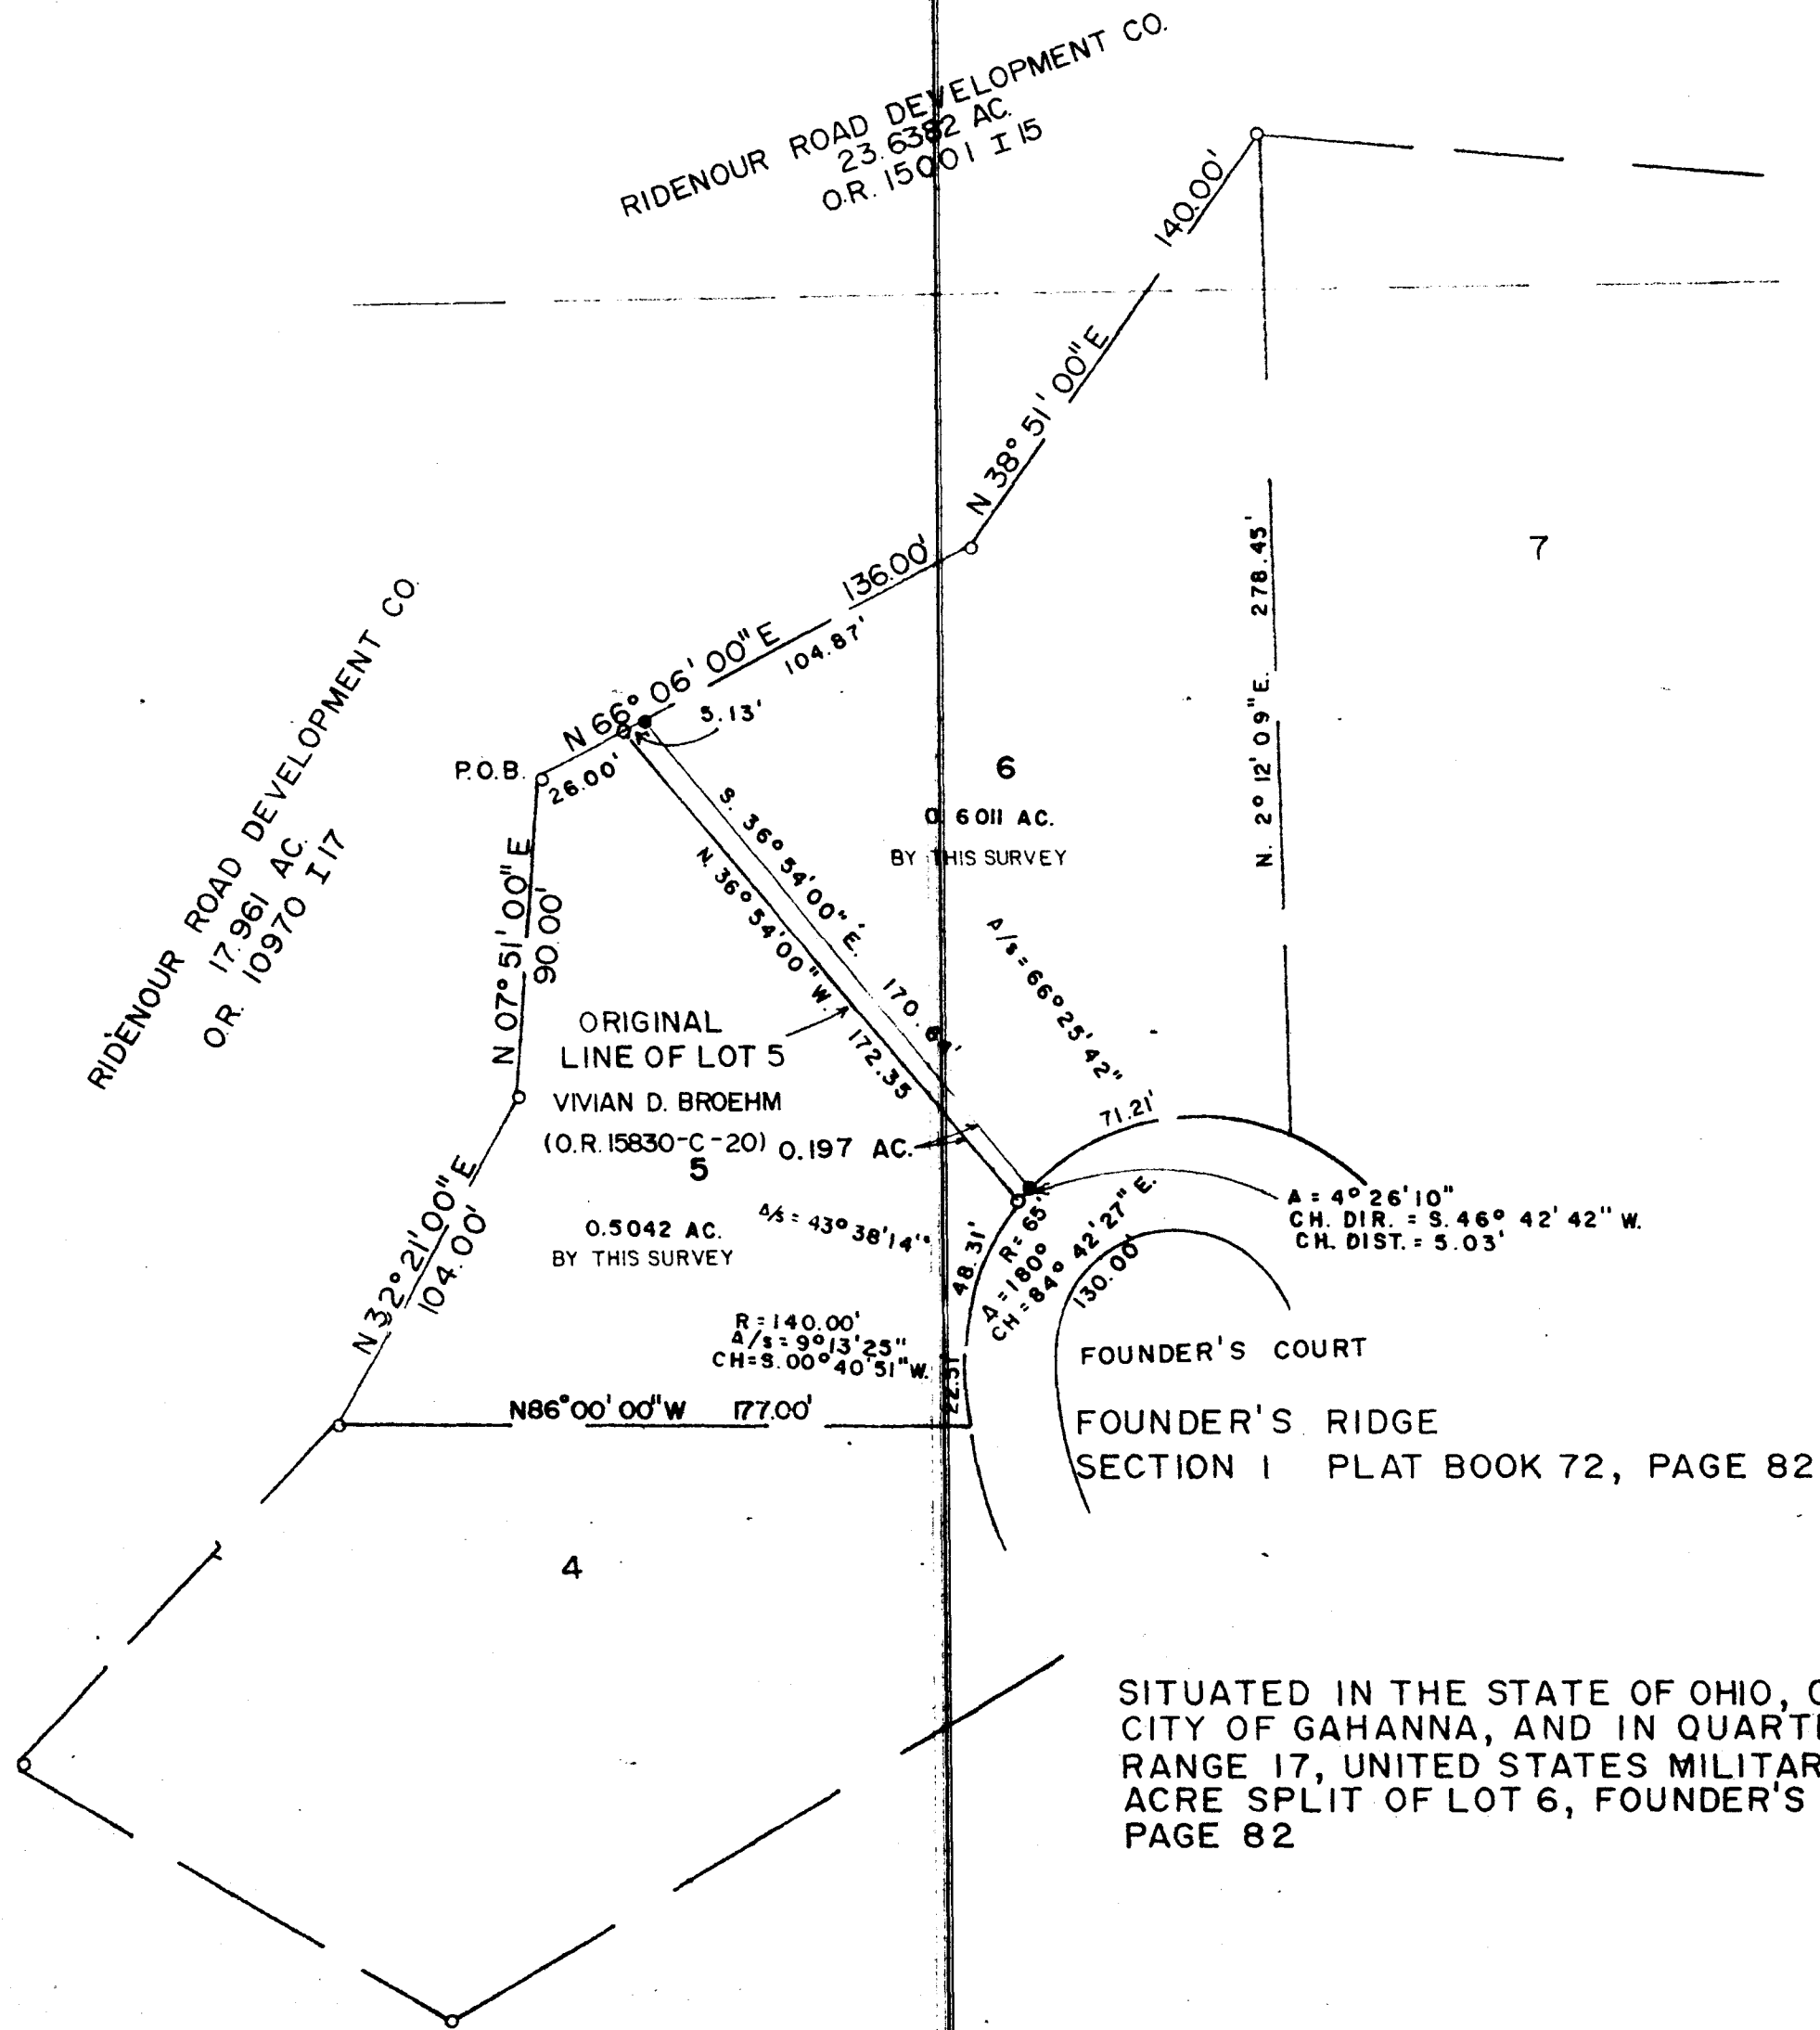 RIDENOUR ROAD DEVELOPMENT CO.
23.6382 AC.
O.R. 15001 I 15
140.00'
N 38° 51' 00" E
136.00'
N 66° 06' 00" E
104.87'
5.13'
26.00'
P.O.B.
7
N. 2° 12' 09" E. 278.45'
RIDENOUR ROAD DEVELOPMENT CO.
17.961 AC.
O.R. 10970 I 17
6
0.6011 AC.
BY THIS SURVEY
S. 36° 54' 00" E.
N. 36° 54' 00" W. 172.35
N 07° 51' 00" E
90.00'
ORIGINAL
LINE OF LOT 5
VIVIAN D. BROEHM
(O.R. 15830-C-20) 0.197 AC.
5
Δ/s = 66° 25' 42"
71.21'
Δ/s = 43° 38' 14"
0.5042 AC.
BY THIS SURVEY
N 32° 21' 00" E
104.00'
48.31'
R = 65'
Δ = 180°
CH = 84° 42' 27" E.
130.00'
Δ = 4° 26' 10"
CH. DIR. = S. 46° 42' 42" W.
CH. DIST. = 5.03'
R = 140.00'
Δ/s = 9° 13' 25"
CH = S. 00° 40' 51" W.
22.51
N 86° 00' 00" W 177.00'
FOUNDER'S COURT
FOUNDER'S RIDGE
SECTION 1 PLAT BOOK 72, PAGE 82
4
SITUATED IN THE STATE OF OHIO,
CITY OF GAHANNA, AND IN
RANGE 17, UNITED STATES
ACRE SPLIT OF LOT 6, FOUNDER'S
PAGE 82